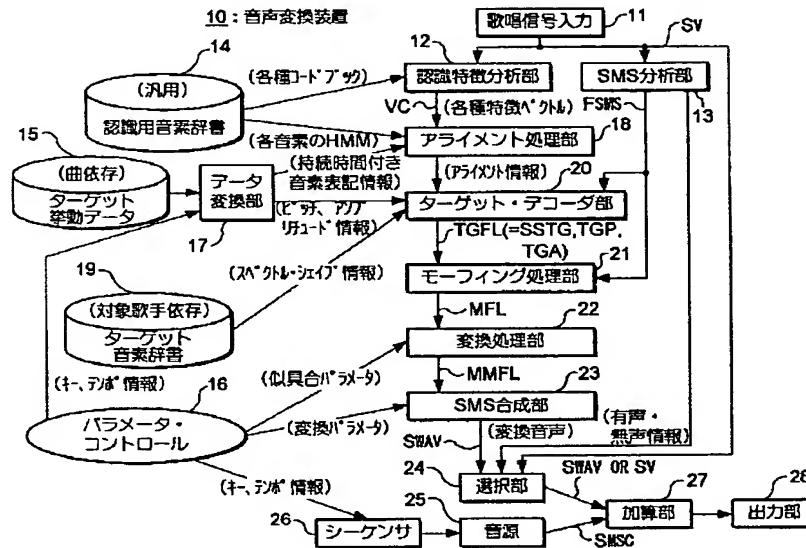 10：音声変換装置
歌唱信号入力
11
SV
12
認識特徴分析部
SMS分析部
13
14
(汎用)
認識用音素辞書
(各種コードブック)
VC
(各種特徴ベクトル)
FSMS
(各音素のHMM)
アライメント処理部
18
15
(曲依存)
ターゲット
挙動データ
データ
変換部
17
(持続時間付き
音素表記情報)
(アライメント情報)
20
ターゲット・デコーダ部
(ピッチ、アンプ
リチュード情報)
TGFL(=SSTG,TGP,
TGA)
21
モーフィング処理部
19
(対象歌手依存)
ターゲット
音素辞書
(スペクトル・シェイプ情報)
MFL
22
変換処理部
(キー、テンポ情報)
16
パラメータ・
コントロール
(似具合パラメータ)
MMFL
23
SMS合成部
(変換パラメータ)
SWAV
(変換音声)
(有声・
無声情報)
24
選択部
SWAV OR SV
(キー、テンポ情報)
26
シーケンサ
25
音源
SMSC
27
加算部
28
出力部